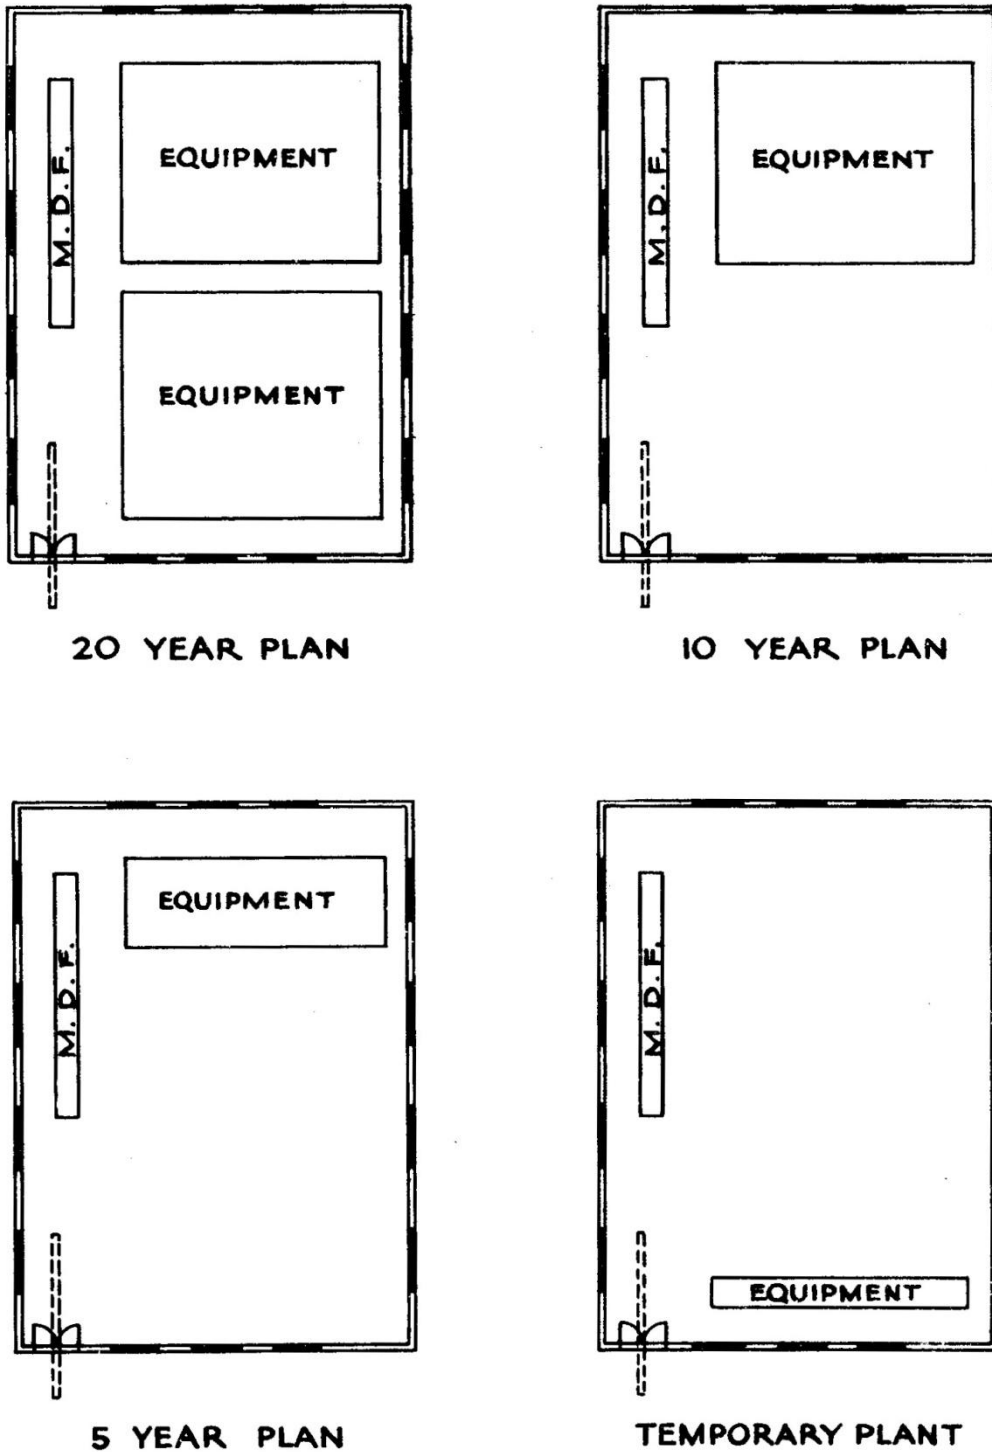 M.D.F.
EQUIPMENT
EQUIPMENT
20 YEAR PLAN
M.D.F.
EQUIPMENT
10 YEAR PLAN
M.D.F.
EQUIPMENT
5 YEAR PLAN
M.D.F.
EQUIPMENT
TEMPORARY PLANT